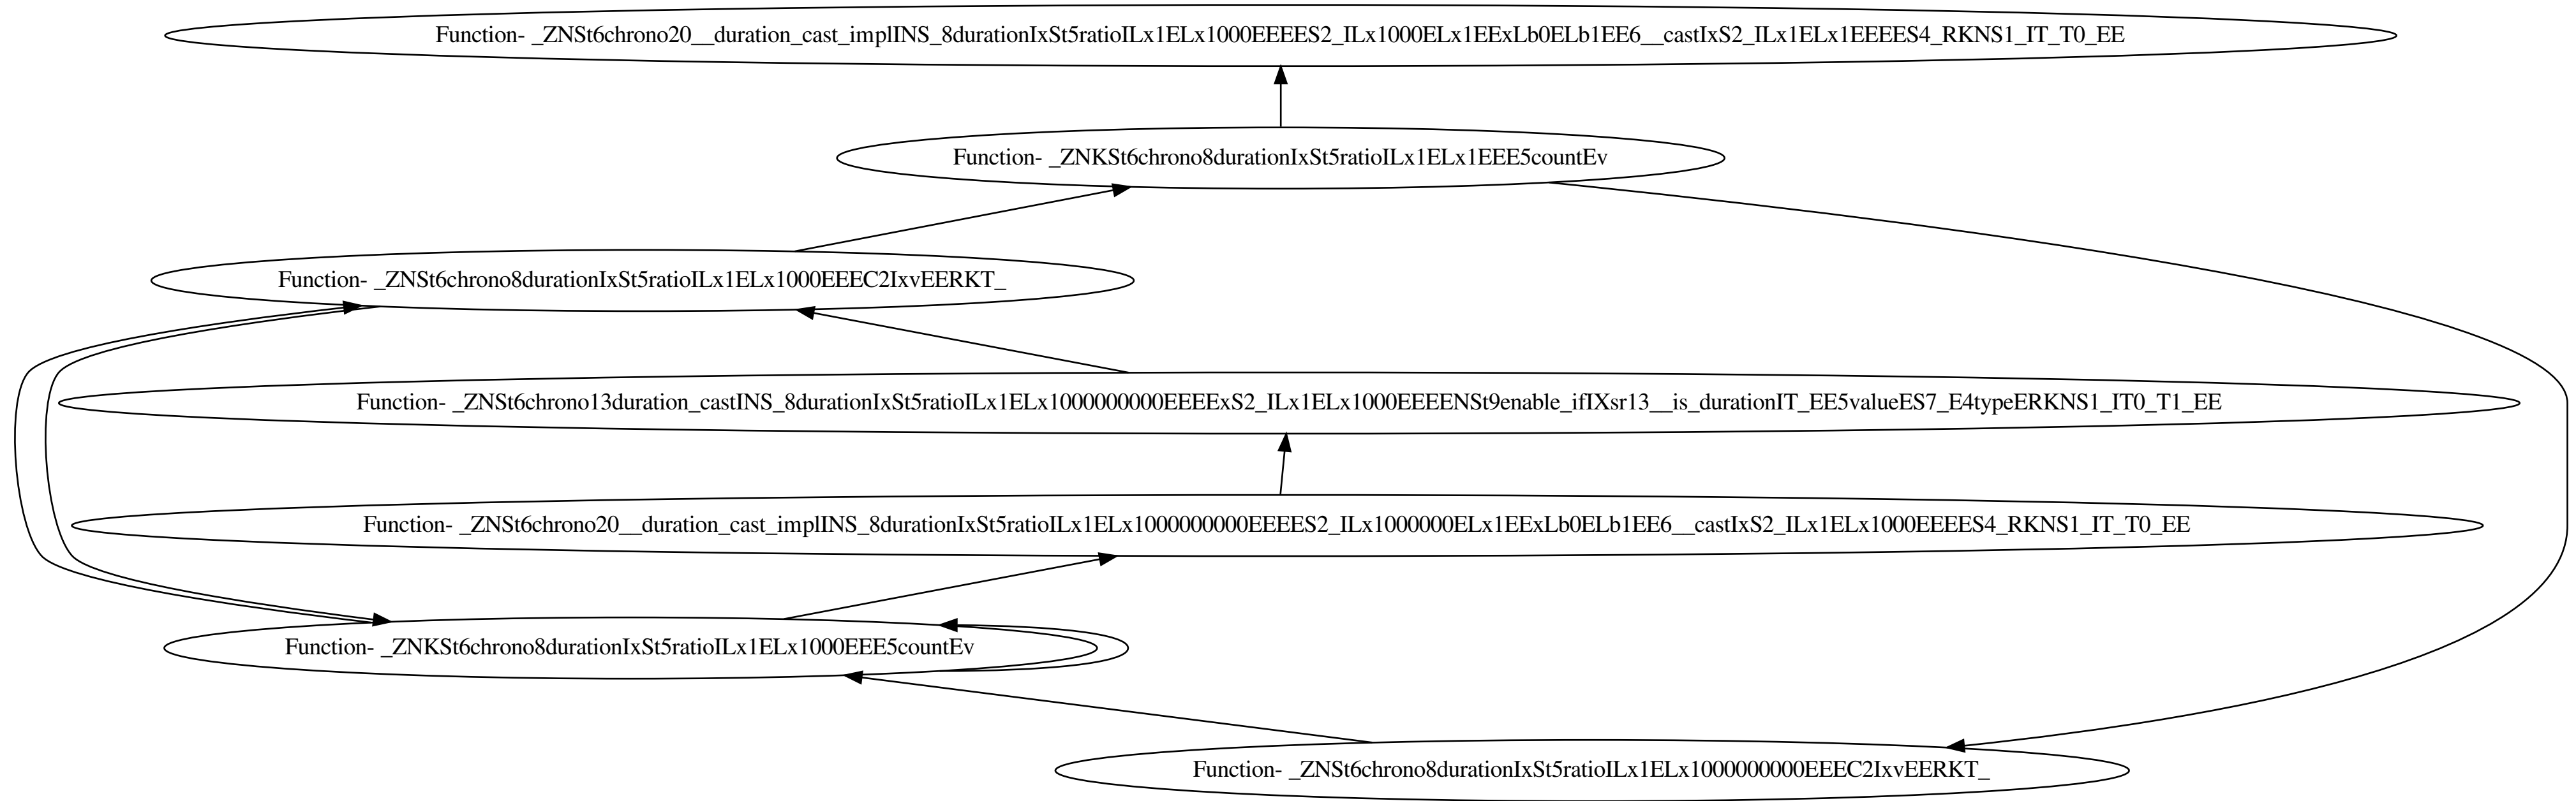 Function- _ZNSt6chrono20__duration_cast_implINS_8durationIxSt5ratioILx1ELx1000EEEES2_ILx1000ELx1EExLb0ELb1EE6__castIxS2_ILx1ELx1EEEES4_RKNS1_IT_T0_EE
Function- _ZNKSt6chrono8durationIxSt5ratioILx1ELx1EEE5countEv
Function- _ZNSt6chrono8durationIxSt5ratioILx1ELx1000EEEC2IxvEERKT_
Function- _ZNSt6chrono13duration_castINS_8durationIxSt5ratioILx1ELx1000000000EEEExS2_ILx1ELx1000EEEENSt9enable_ifIXsr13__is_durationIT_EE5valueES7_E4typeERKNS1_IT0_T1_EE
Function- _ZNSt6chrono20__duration_cast_implINS_8durationIxSt5ratioILx1ELx1000000000EEEES2_ILx1000000ELx1EExLb0ELb1EE6__castIxS2_ILx1ELx1000EEEES4_RKNS1_IT_T0_EE
Function- _ZNKSt6chrono8durationIxSt5ratioILx1ELx1000EEE5countEv
Function- _ZNSt6chrono8durationIxSt5ratioILx1ELx1000000000EEEC2IxvEERKT_